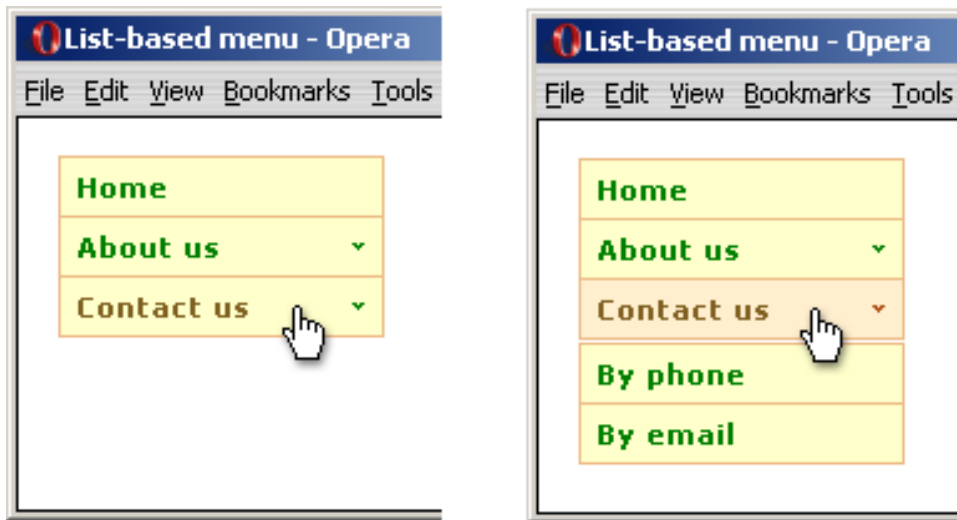 List-based menu - Opera
File Edit View Bookmarks Tools
Home
About us
Contact us
List-based menu - Opera
File Edit View Bookmarks Tools
Home
About us
Contact us
By phone
By email